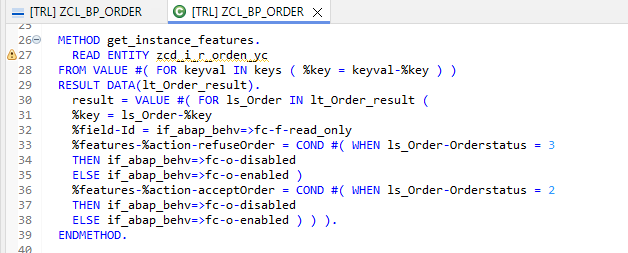 [TRL] ZCL_BP_ORDER
[TRL] ZCL_BP_ORDER
25
26 METHOD get_instance_features.
27 READ ENTITY zcd_i_r_orden_yc
28 FROM VALUE #( FOR keyval IN keys ( %key = keyval-%key ) )
29 RESULT DATA(lt_Order_result).
30 result = VALUE #( FOR ls_Order IN lt_Order_result (
31 %key = ls_Order-%key
32 %field-Id = if_abap_behv=>fc-f-read_only
33 %features-%action-refuseOrder = COND #( WHEN ls_Order-Orderstatus = 3
34 THEN if_abap_behv=>fc-o-disabled
35 ELSE if_abap_behv=>fc-o-enabled )
36 %features-%action-acceptOrder = COND #( WHEN ls_Order-Orderstatus = 2
37 THEN if_abap_behv=>fc-o-disabled
38 ELSE if_abap_behv=>fc-o-enabled ) ) ).
39 ENDMETHOD.
40